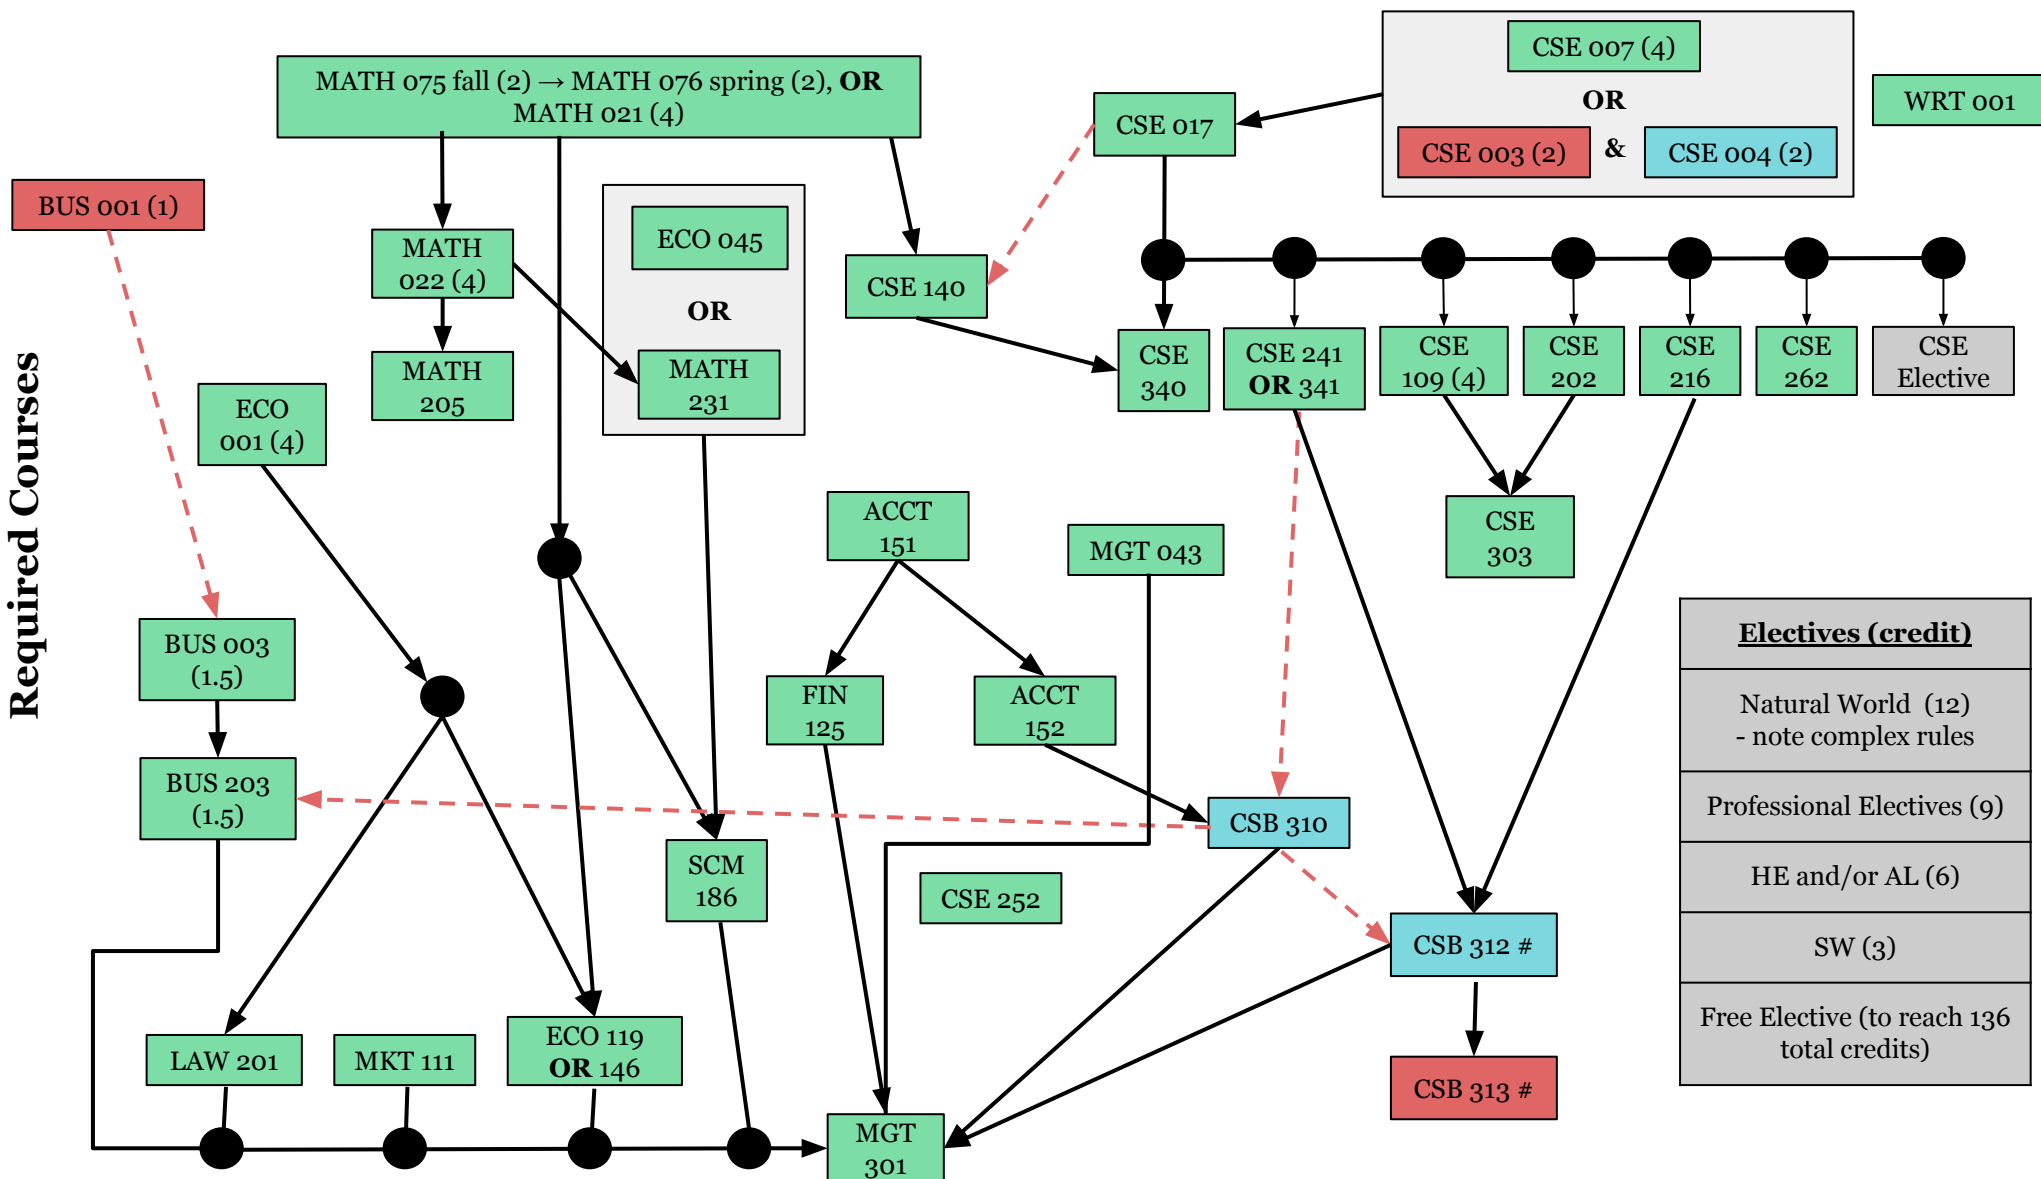 Required Courses
MATH 075 fall (2) → MATH 076 spring (2), OR
MATH 021 (4)
CSE 007 (4)
OR
CSE 003 (2)
&
CSE 004 (2)
WRT 001
CSE 017
BUS 001 (1)
MATH
022 (4)
ECO 045
OR
MATH
231
CSE 140
MATH
205
ECO
001 (4)
CSE
340
CSE 241
OR 341
CSE
109 (4)
CSE
202
CSE
216
CSE
262
CSE
Elective
ACCT
151
MGT 043
CSE
303
BUS 003
(1.5)
FIN
125
ACCT
152
BUS 203
(1.5)
CSB 310
SCM
186
CSE 252
CSB 312 #
LAW 201
MKT 111
ECO 119
OR 146
CSB 313 #
MGT
301
Electives (credit)
Natural World  (12)
- note complex rules
Professional Electives (9)
HE and/or AL (6)
SW (3)
Free Elective (to reach 136
total credits)